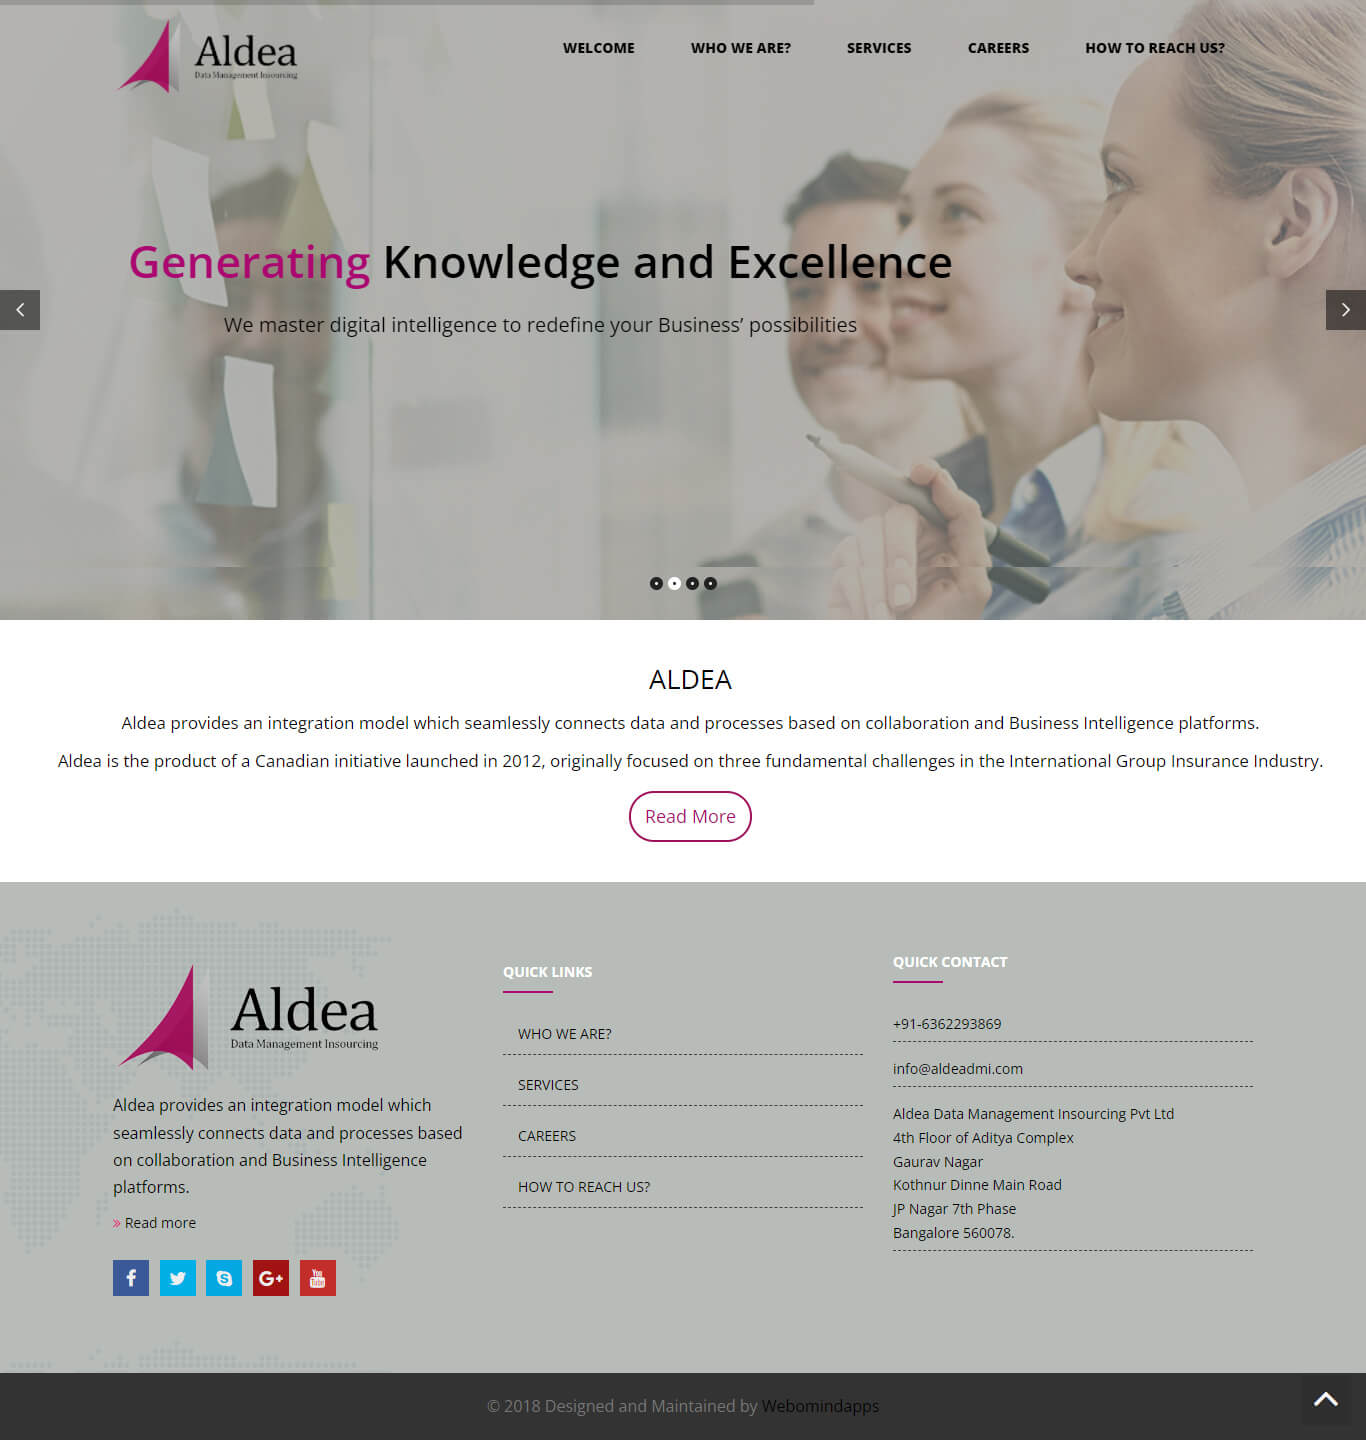 Aldea
Data Management Insourcing
WELCOME
WHO WE ARE?
SERVICES
CAREERS
HOW TO REACH US?
Generating Knowledge and Excellence
We master digital intelligence to redefine your Business’ possibilities
ALDEA
Aldea provides an integration model which seamlessly connects data and processes based on collaboration and Business Intelligence platforms.
Aldea is the product of a Canadian initiative launched in 2012, originally focused on three fundamental challenges in the International Group Insurance Industry.
Read More
Aldea
Data Management Insourcing
Aldea provides an integration model which
seamlessly connects data and processes based
on collaboration and Business Intelligence
platforms.
» Read more
QUICK LINKS
WHO WE ARE?
SERVICES
CAREERS
HOW TO REACH US?
QUICK CONTACT
+91-6362293869
info@aldeadmi.com
Aldea Data Management Insourcing Pvt Ltd
4th Floor of Aditya Complex
Gaurav Nagar
Kothnur Dinne Main Road
JP Nagar 7th Phase
Bangalore 560078.
© 2018 Designed and Maintained by Webomindapps